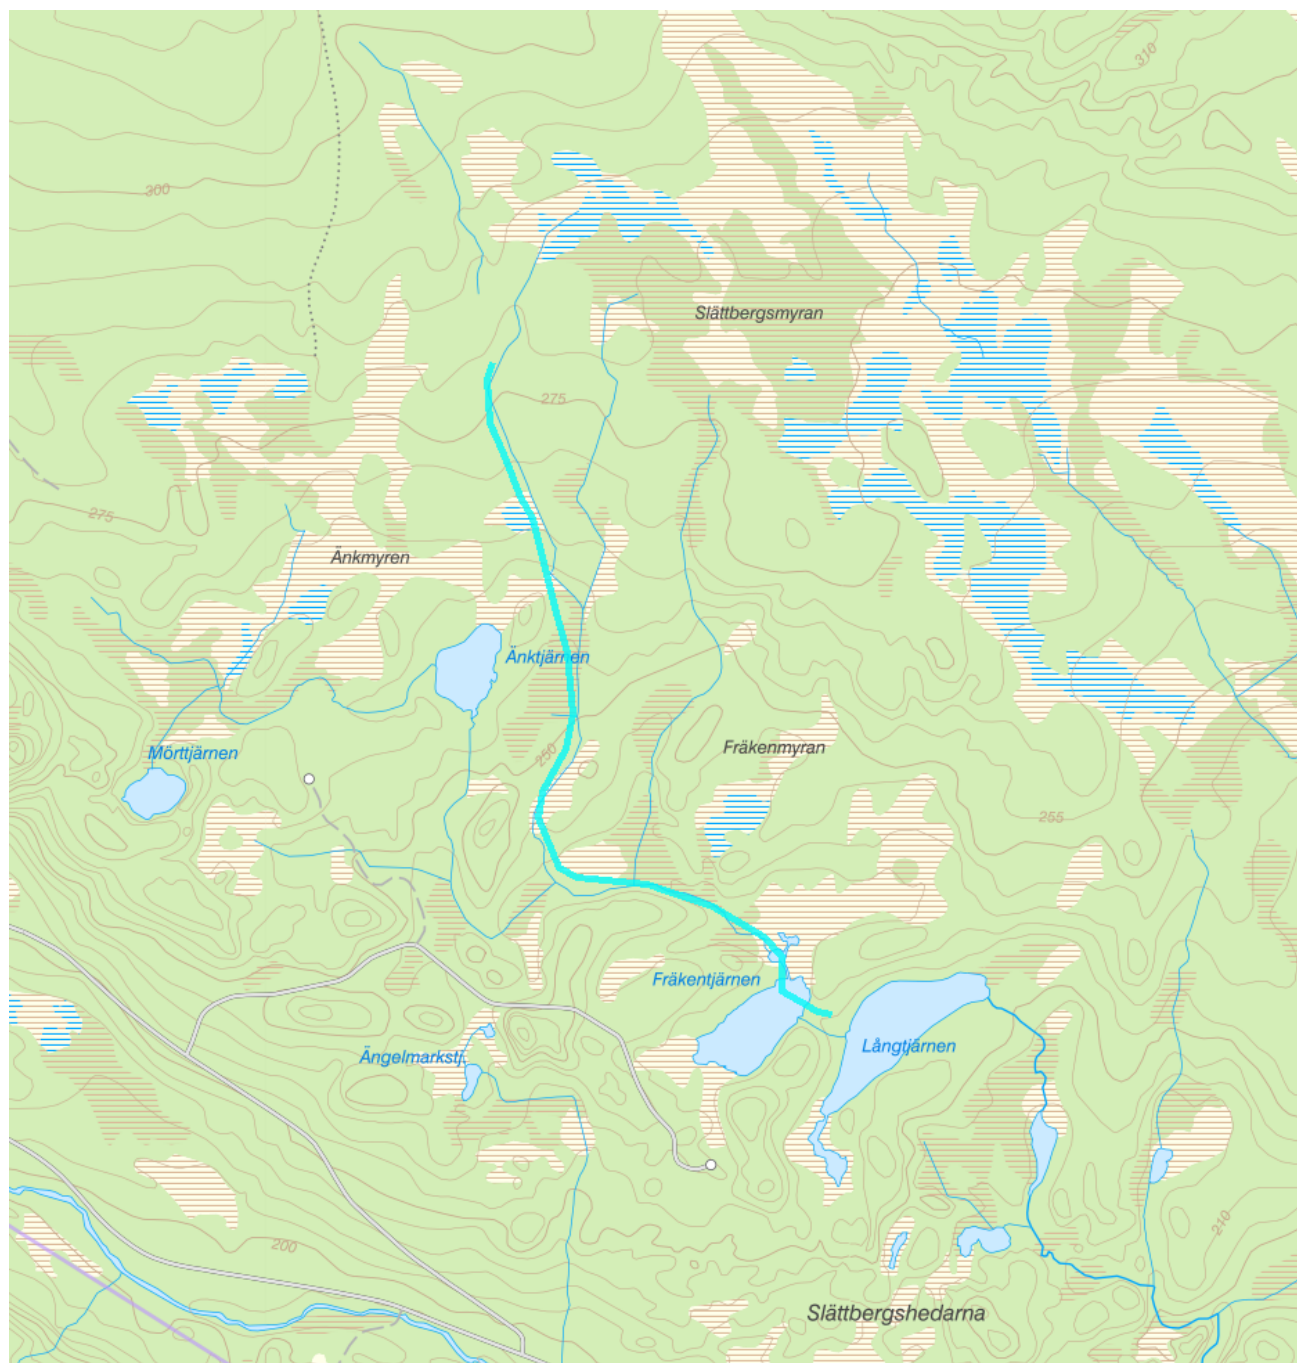 310
300
Slättbergsmyran
275
275
Änkmyren
Änktjärnen
Mörttjärnen
250
Fräkenmyran
255
Fräkentjärnen
Långtjärnen
Ängelmarkstj.
210
200
Slättbergshedarna